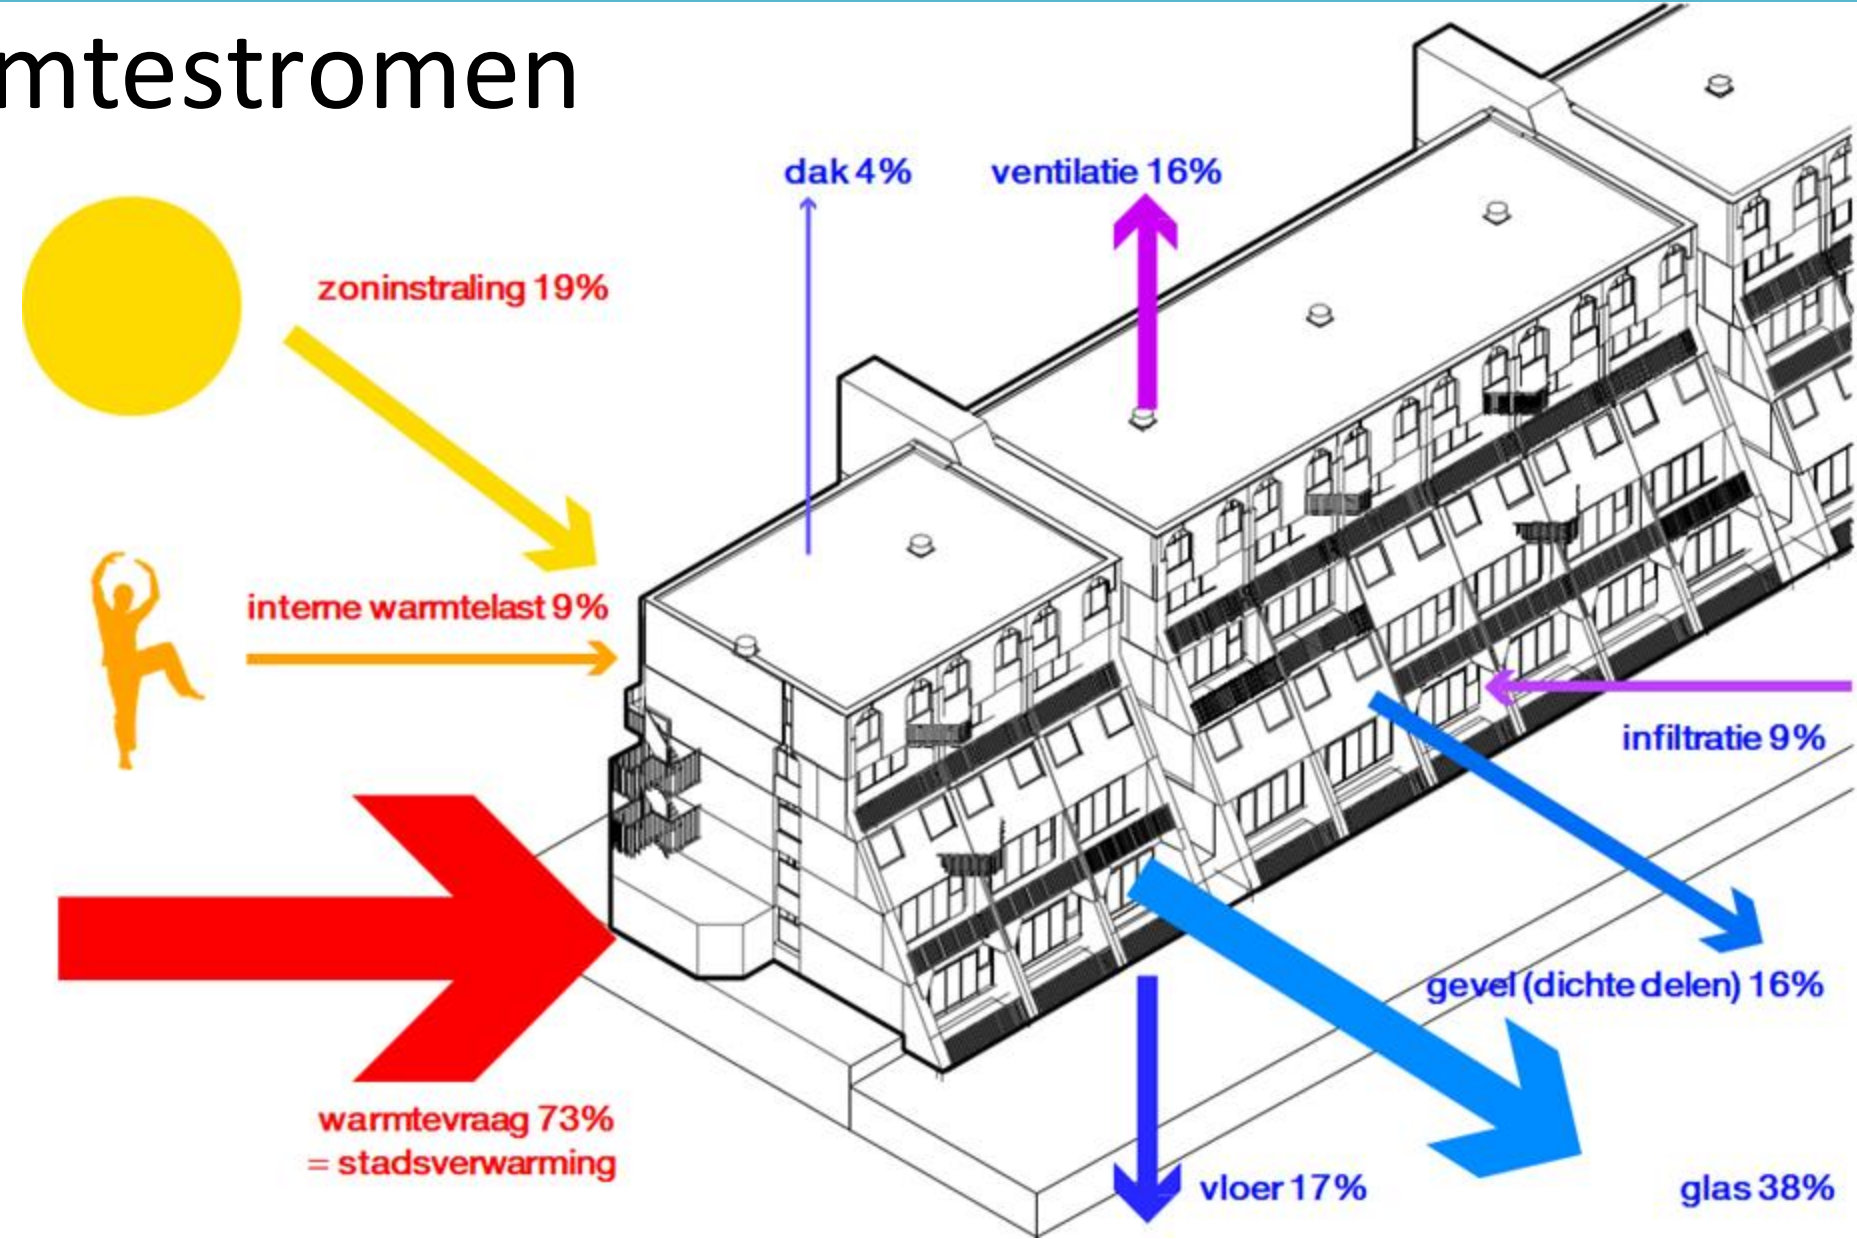 mtestromen
dak 4%
ventilatie 16%
zoninstraling 19%
interne warmtelast 9%
infiltratie 9%
gevel (dichte delen) 16%
warmtevraag 73%
= stadsverwarming
vloer 17%
glas 38%